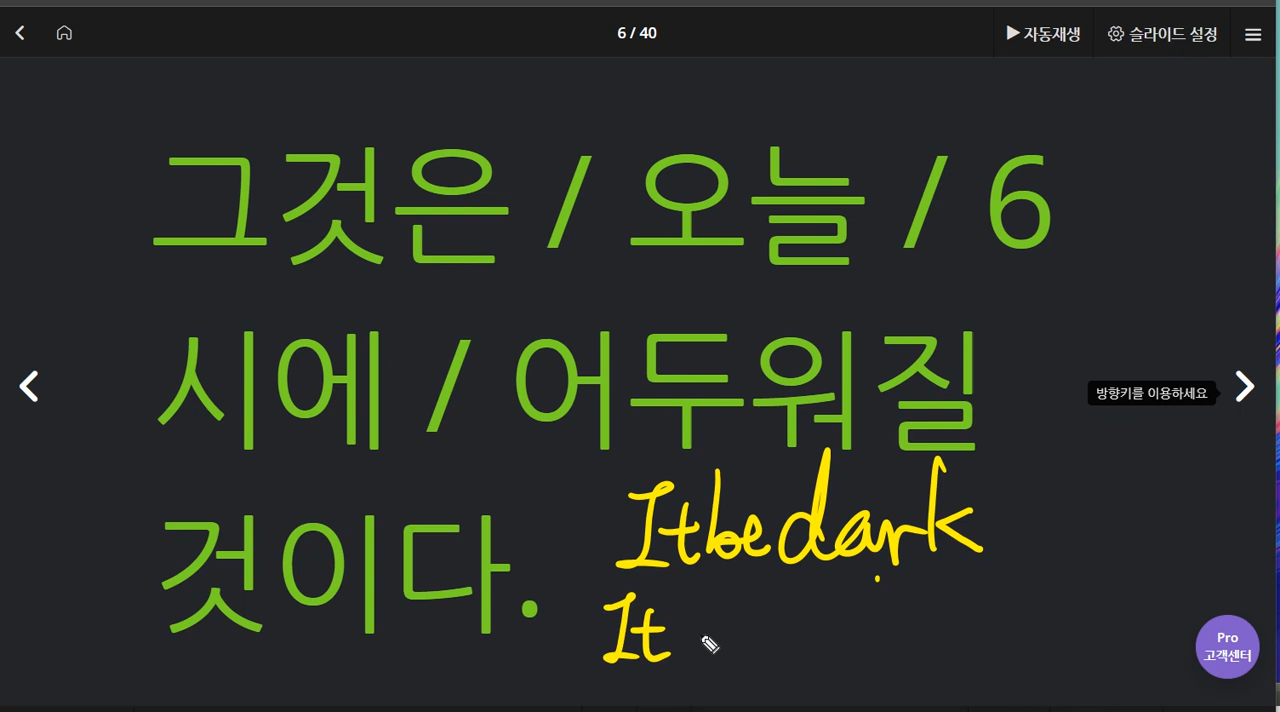 6 / 40
자동재생
슬라이드 설정
그것은 / 오늘 / 6
시에 / 어두워질
것이다.
방향키를 이용하세요
It be dark
It
Pro
고객센터